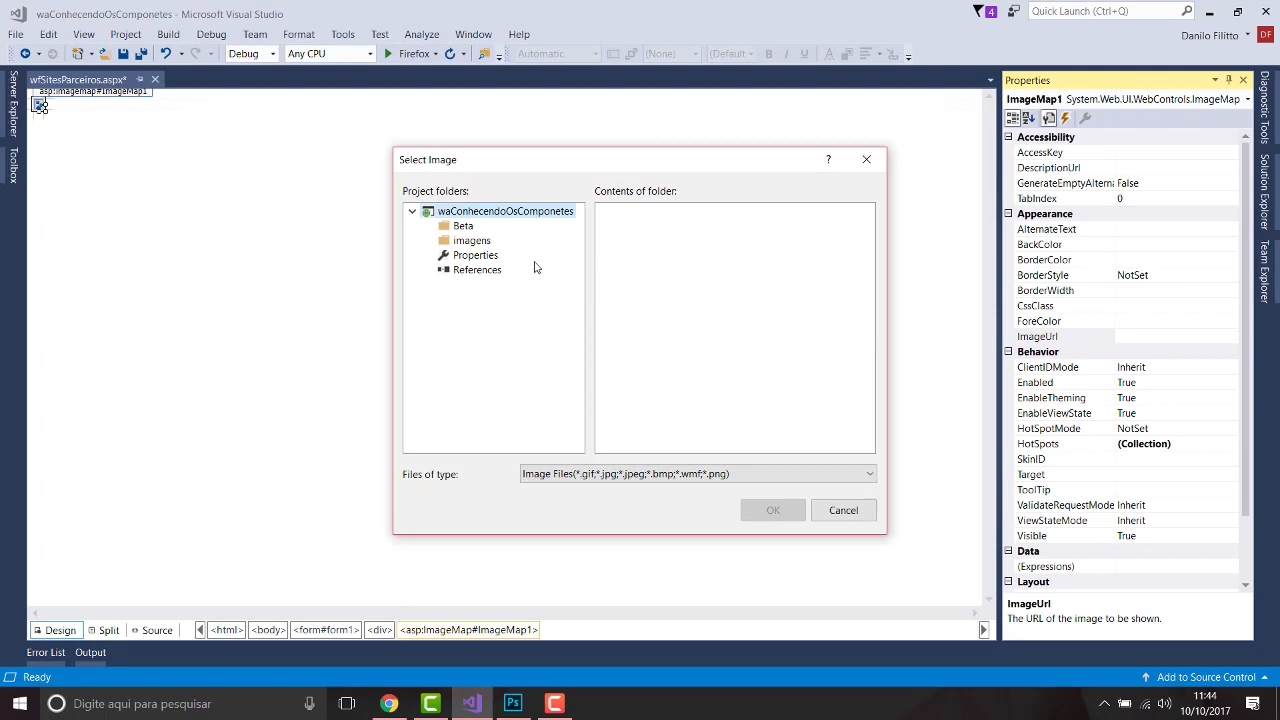 waConhecendoOsComponetes - Microsoft Visual Studio
4
Quick Launch (Ctrl+Q)
File Edit View Project Build Debug Team Format Tools Test Analyze Window Help
Danilo Filitto DF
Debug Any CPU Firefox Automatic (None) (Default B I U A
Server Explorer
Toolbox
wfSitesParceiros.aspx*
asp:imagemap#ImageMap1
Select Image
?
Project folders:
Contents of folder:
waConhecendoOsComponetes
Beta
imagens
Properties
References
Files of type:
Image Files(*.gif;*.jpg;*.jpeg;*.bmp;*.wmf;*.png)
OK
Cancel
Properties
ImageMap1 System.Web.UI.WebControls.ImageMap
Accessibility
AccessKey
DescriptionUrl
GenerateEmptyAlterna False
TabIndex 0
Appearance
AlternateText
BackColor
BorderColor
BorderStyle NotSet
BorderWidth
CssClass
ForeColor
ImageUrl
Behavior
ClientIDMode Inherit
Enabled True
EnableTheming True
EnableViewState True
HotSpotMode NotSet
HotSpots (Collection)
SkinID
Target
ToolTip
ValidateRequestMode Inherit
ViewStateMode Inherit
Visible True
Data
(Expressions)
Layout
ImageUrl
The URL of the image to be shown.
Diagnostic Tools
Solution Explorer
Team Explorer
Design Split Source <html> <body> <form#form1> <div> <asp:ImageMap#ImageMap1>
Error List Output
Ready
Add to Source Control
Digite aqui para pesquisar
Ps
11:44
10/10/2017